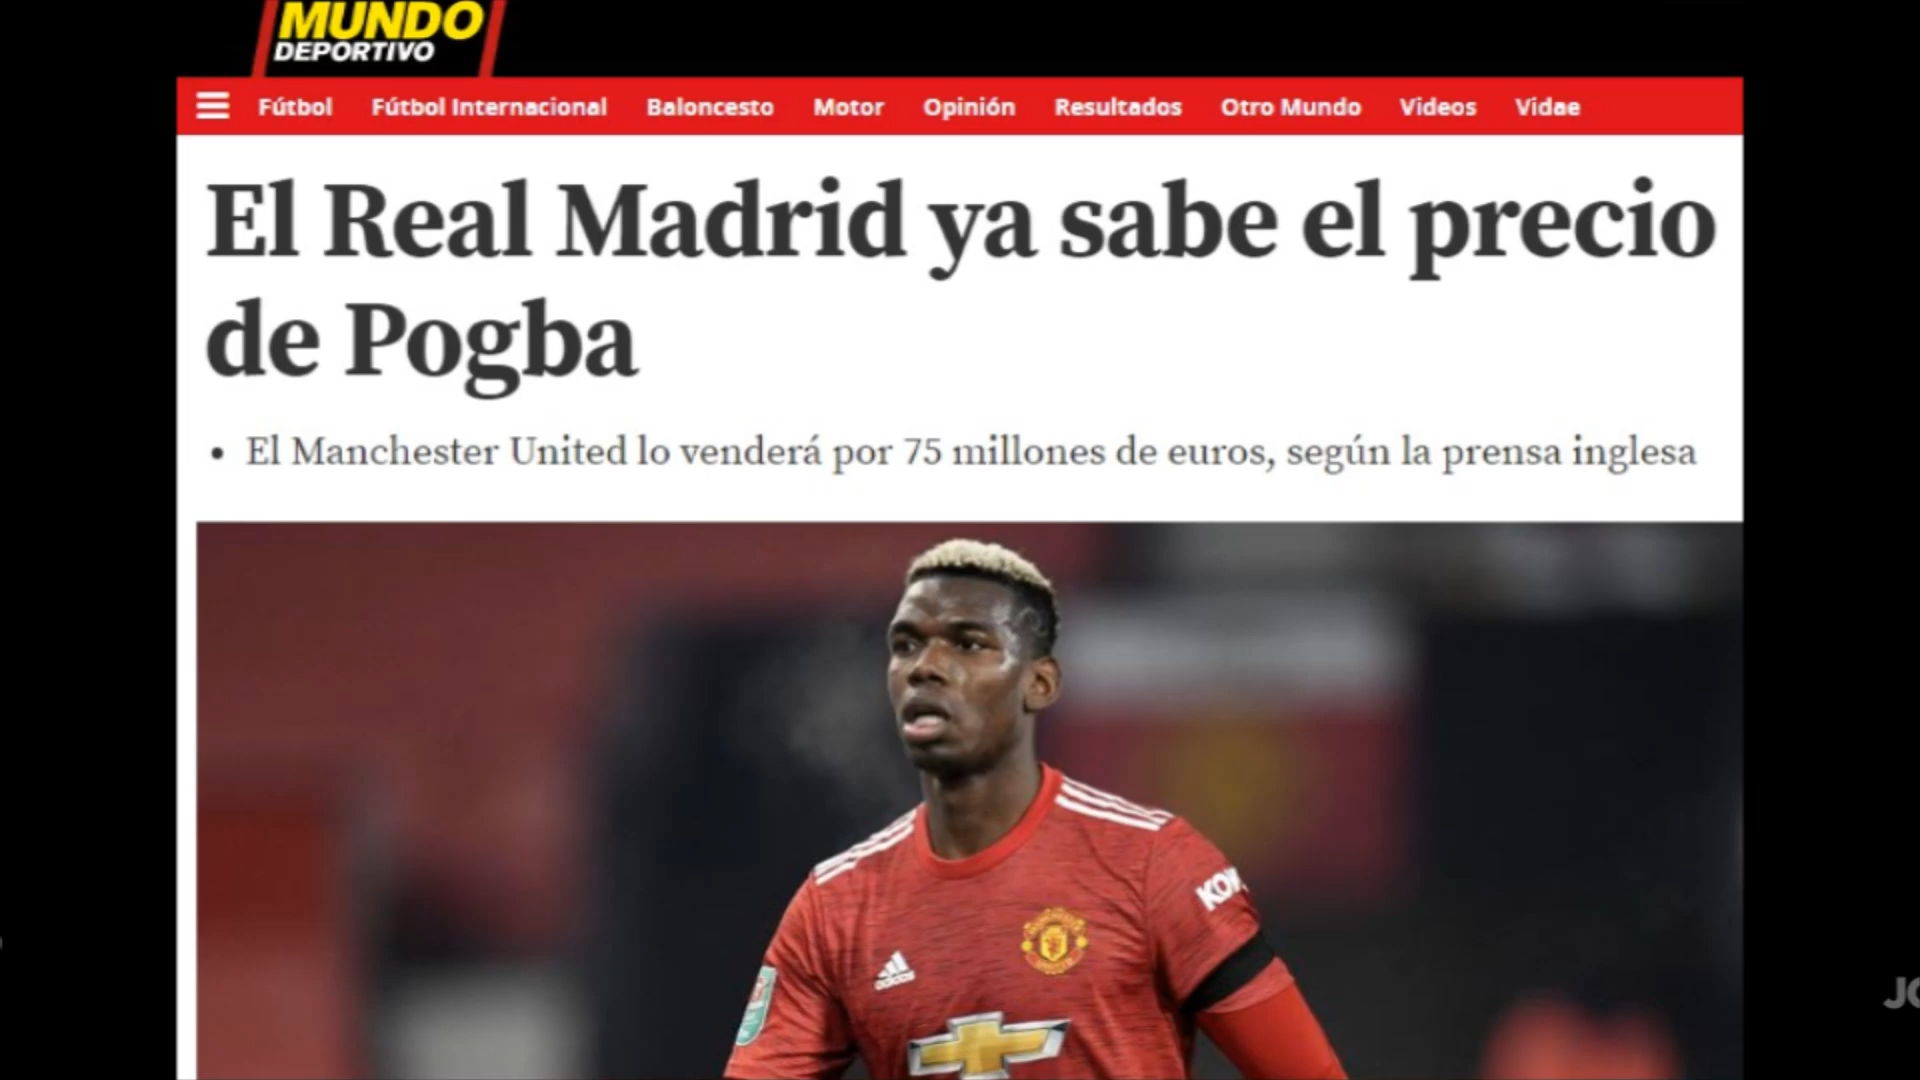 MUNDO
DEPORTIVO
Fútbol Fútbol Internacional Baloncesto Motor Opinión Resultados Otro Mundo Videos Vidae
El Real Madrid ya sabe el precio
de Pogba
• El Manchester United lo venderá por 75 millones de euros, según la prensa inglesa
adidas